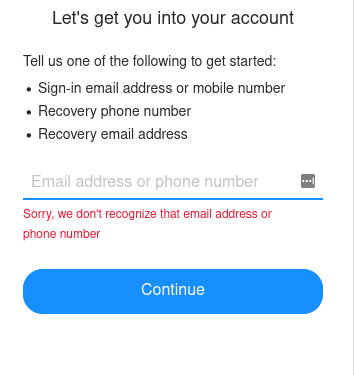 Let's get you into your account
Tell us one of the following to get started:
• Sign-in email address or mobile number
• Recovery phone number
• Recovery email address
Email address or phone number
Sorry, we don't recognize that email address or
phone number
Continue